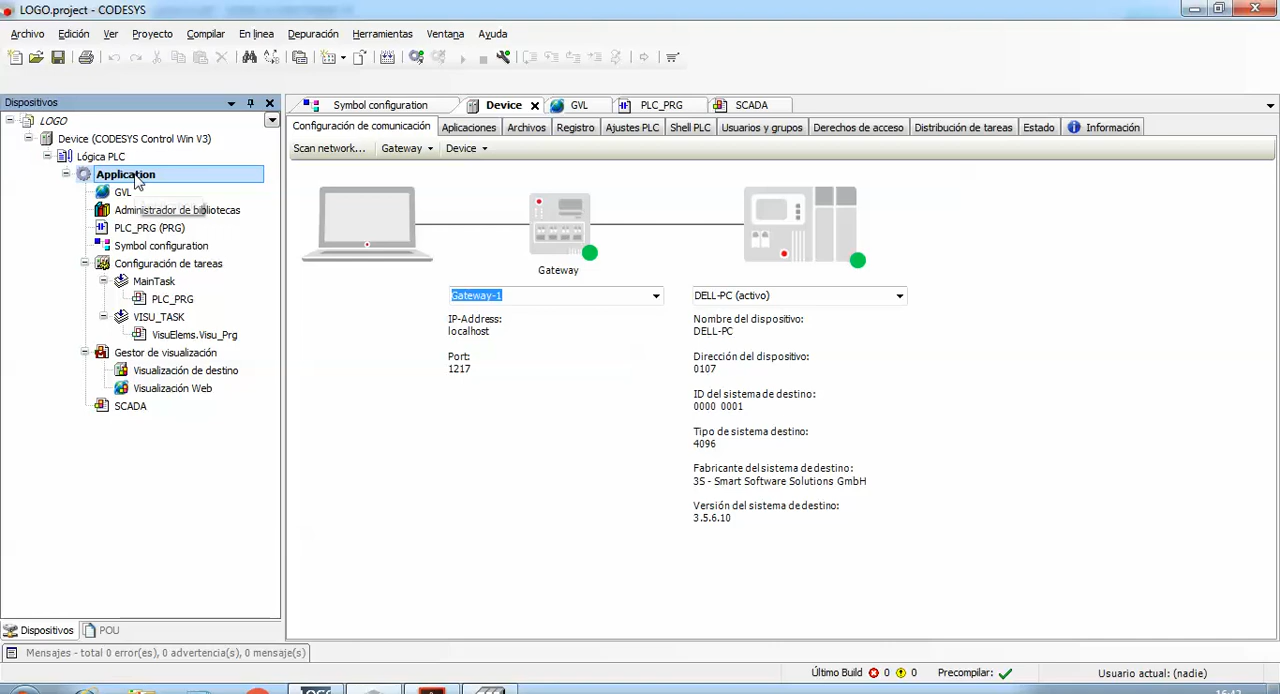 LOGO.project - CODESYS
Archivo Edición Ver Proyecto Compilar En línea Depuración Herramientas Ventana Ayuda
Dispositivos
LOGO
Device (CODESYS Control Win V3)
Lógica PLC
Application
GVL
Administrador de bibliotecas
PLC_PRG (PRG)
Symbol configuration
Configuración de tareas
MainTask
PLC_PRG
VISU_TASK
VisuElems.Visu_Prg
Gestor de visualización
Visualización de destino
Visualización Web
SCADA
Dispositivos POU
Symbol configuration Device GVL PLC_PRG SCADA
Configuración de comunicación Aplicaciones Archivos Registro Ajustes PLC Shell PLC Usuarios y grupos Derechos de acceso Distribución de tareas Estado Información
Scan network... Gateway Device
Gateway
Gateway-1
IP-Address:
localhost
Port:
1217
DELL-PC (activo)
Nombre del dispositivo:
DELL-PC
Dirección del dispositivo:
0107
ID del sistema de destino:
0000 0001
Tipo de sistema destino:
4096
Fabricante del sistema de destino:
3S - Smart Software Solutions GmbH
Versión del sistema de destino:
3.5.6.10
Mensajes - total 0 error(es), 0 advertencia(s), 0 mensaje(s)
Último Build 0 0 Precompilar: Usuario actual: (nadie)